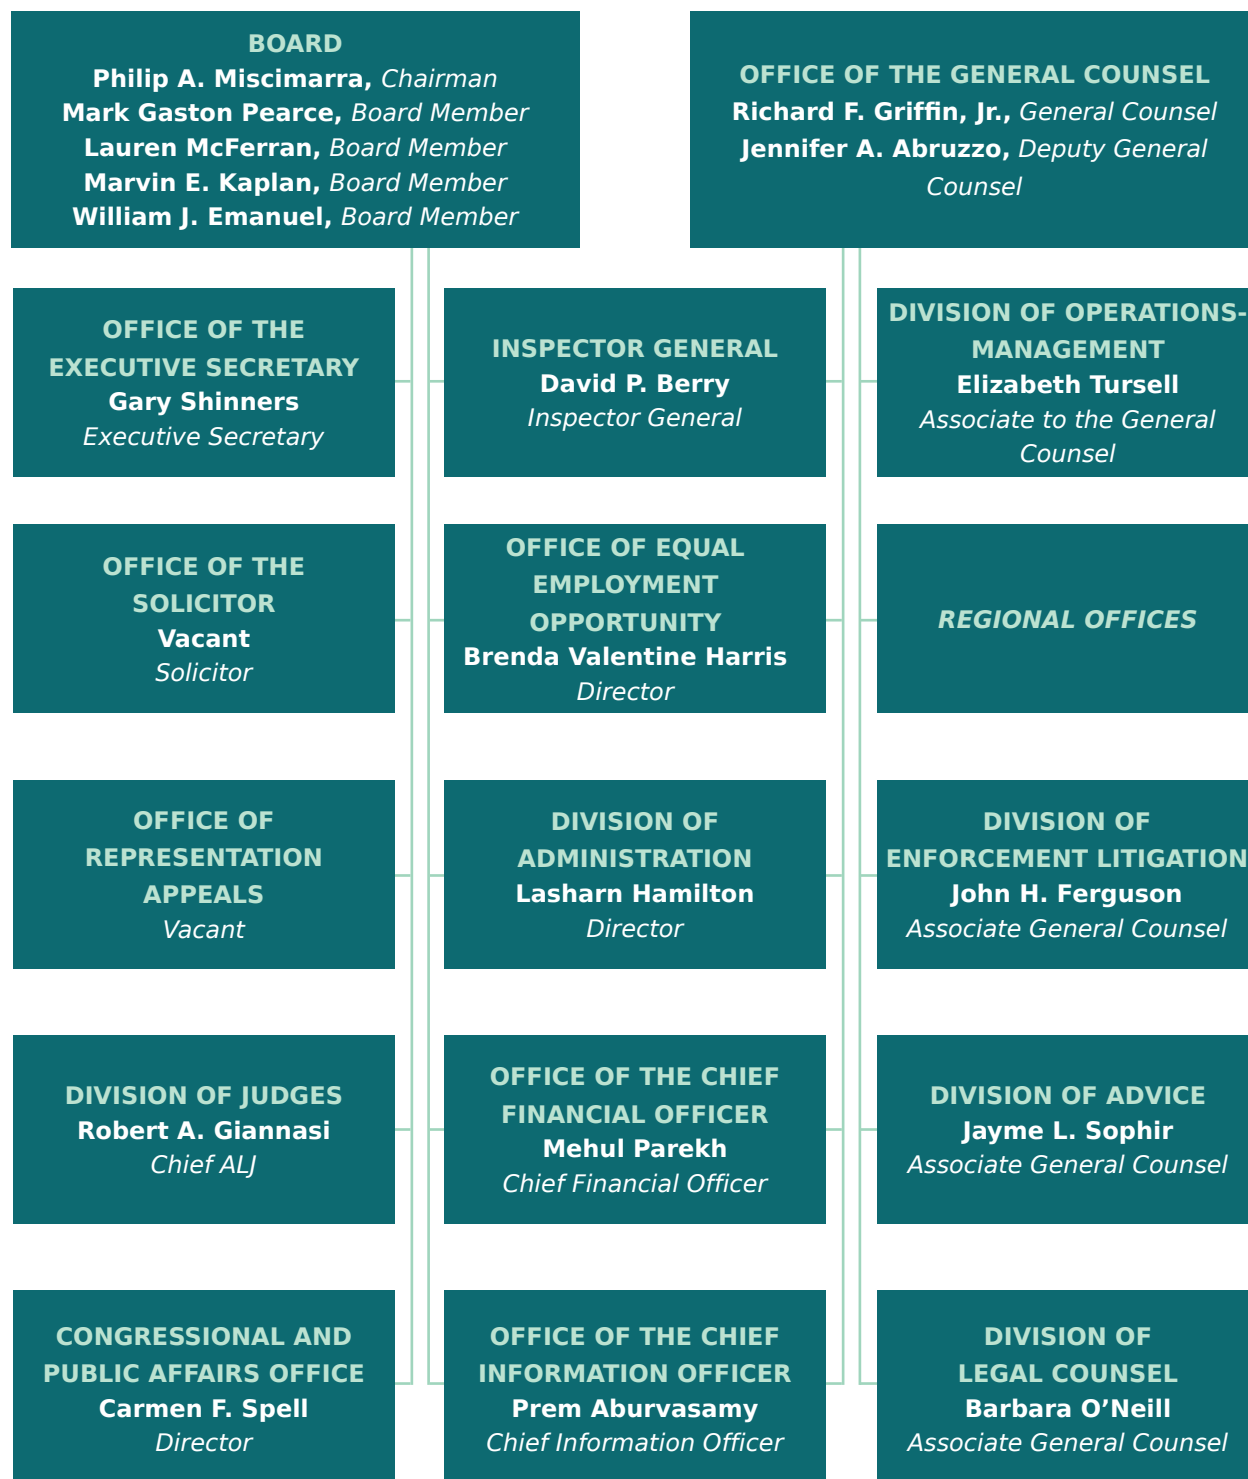 BOARD
Philip A. Miscimarra, Chairman
Mark Gaston Pearce, Board Member
Lauren McFerran, Board Member
Marvin E. Kaplan, Board Member
William J. Emanuel, Board Member
OFFICE OF THE GENERAL COUNSEL
Richard F. Griffin, Jr., General Counsel
Jennifer A. Abruzzo, Deputy General
Counsel
OFFICE OF THE
EXECUTIVE SECRETARY
Gary Shinners
Executive Secretary
INSPECTOR GENERAL
David P. Berry
Inspector General
DIVISION OF OPERATIONS-
MANAGEMENT
Elizabeth Tursell
Associate to the General
Counsel
OFFICE OF THE
SOLICITOR
Vacant
Solicitor
OFFICE OF EQUAL
EMPLOYMENT
OPPORTUNITY
Brenda Valentine Harris
Director
REGIONAL OFFICES
OFFICE OF
REPRESENTATION
APPEALS
Vacant
DIVISION OF
ADMINISTRATION
Lasharn Hamilton
Director
DIVISION OF
ENFORCEMENT LITIGATION
John H. Ferguson
Associate General Counsel
DIVISION OF JUDGES
Robert A. Giannasi
Chief ALJ
OFFICE OF THE CHIEF
FINANCIAL OFFICER
Mehul Parekh
Chief Financial Officer
DIVISION OF ADVICE
Jayme L. Sophir
Associate General Counsel
CONGRESSIONAL AND
PUBLIC AFFAIRS OFFICE
Carmen F. Spell
Director
OFFICE OF THE CHIEF
INFORMATION OFFICER
Prem Aburvasamy
Chief Information Officer
DIVISION OF
LEGAL COUNSEL
Barbara O’Neill
Associate General Counsel